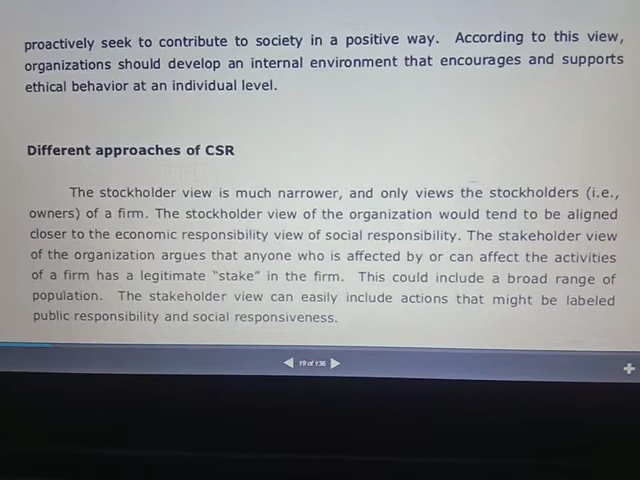 proactively seek to contribute to society in a positive way. According to this view,
organizations should develop an internal environment that encourages and supports
ethical behavior at an individual level.
Different approaches of CSR
The stockholder view is much narrower, and only views the stockholders (i.e.,
owners) of a firm. The stockholder view of the organization would tend to be aligned
closer to the economic responsibility view of social responsibility. The stakeholder view
of the organization argues that anyone who is affected by or can affect the activities
of a firm has a legitimate "stake" in the firm. This could include a broad range of
population. The stakeholder view can easily include actions that might be labeled
public responsibility and social responsiveness.
19 of 136